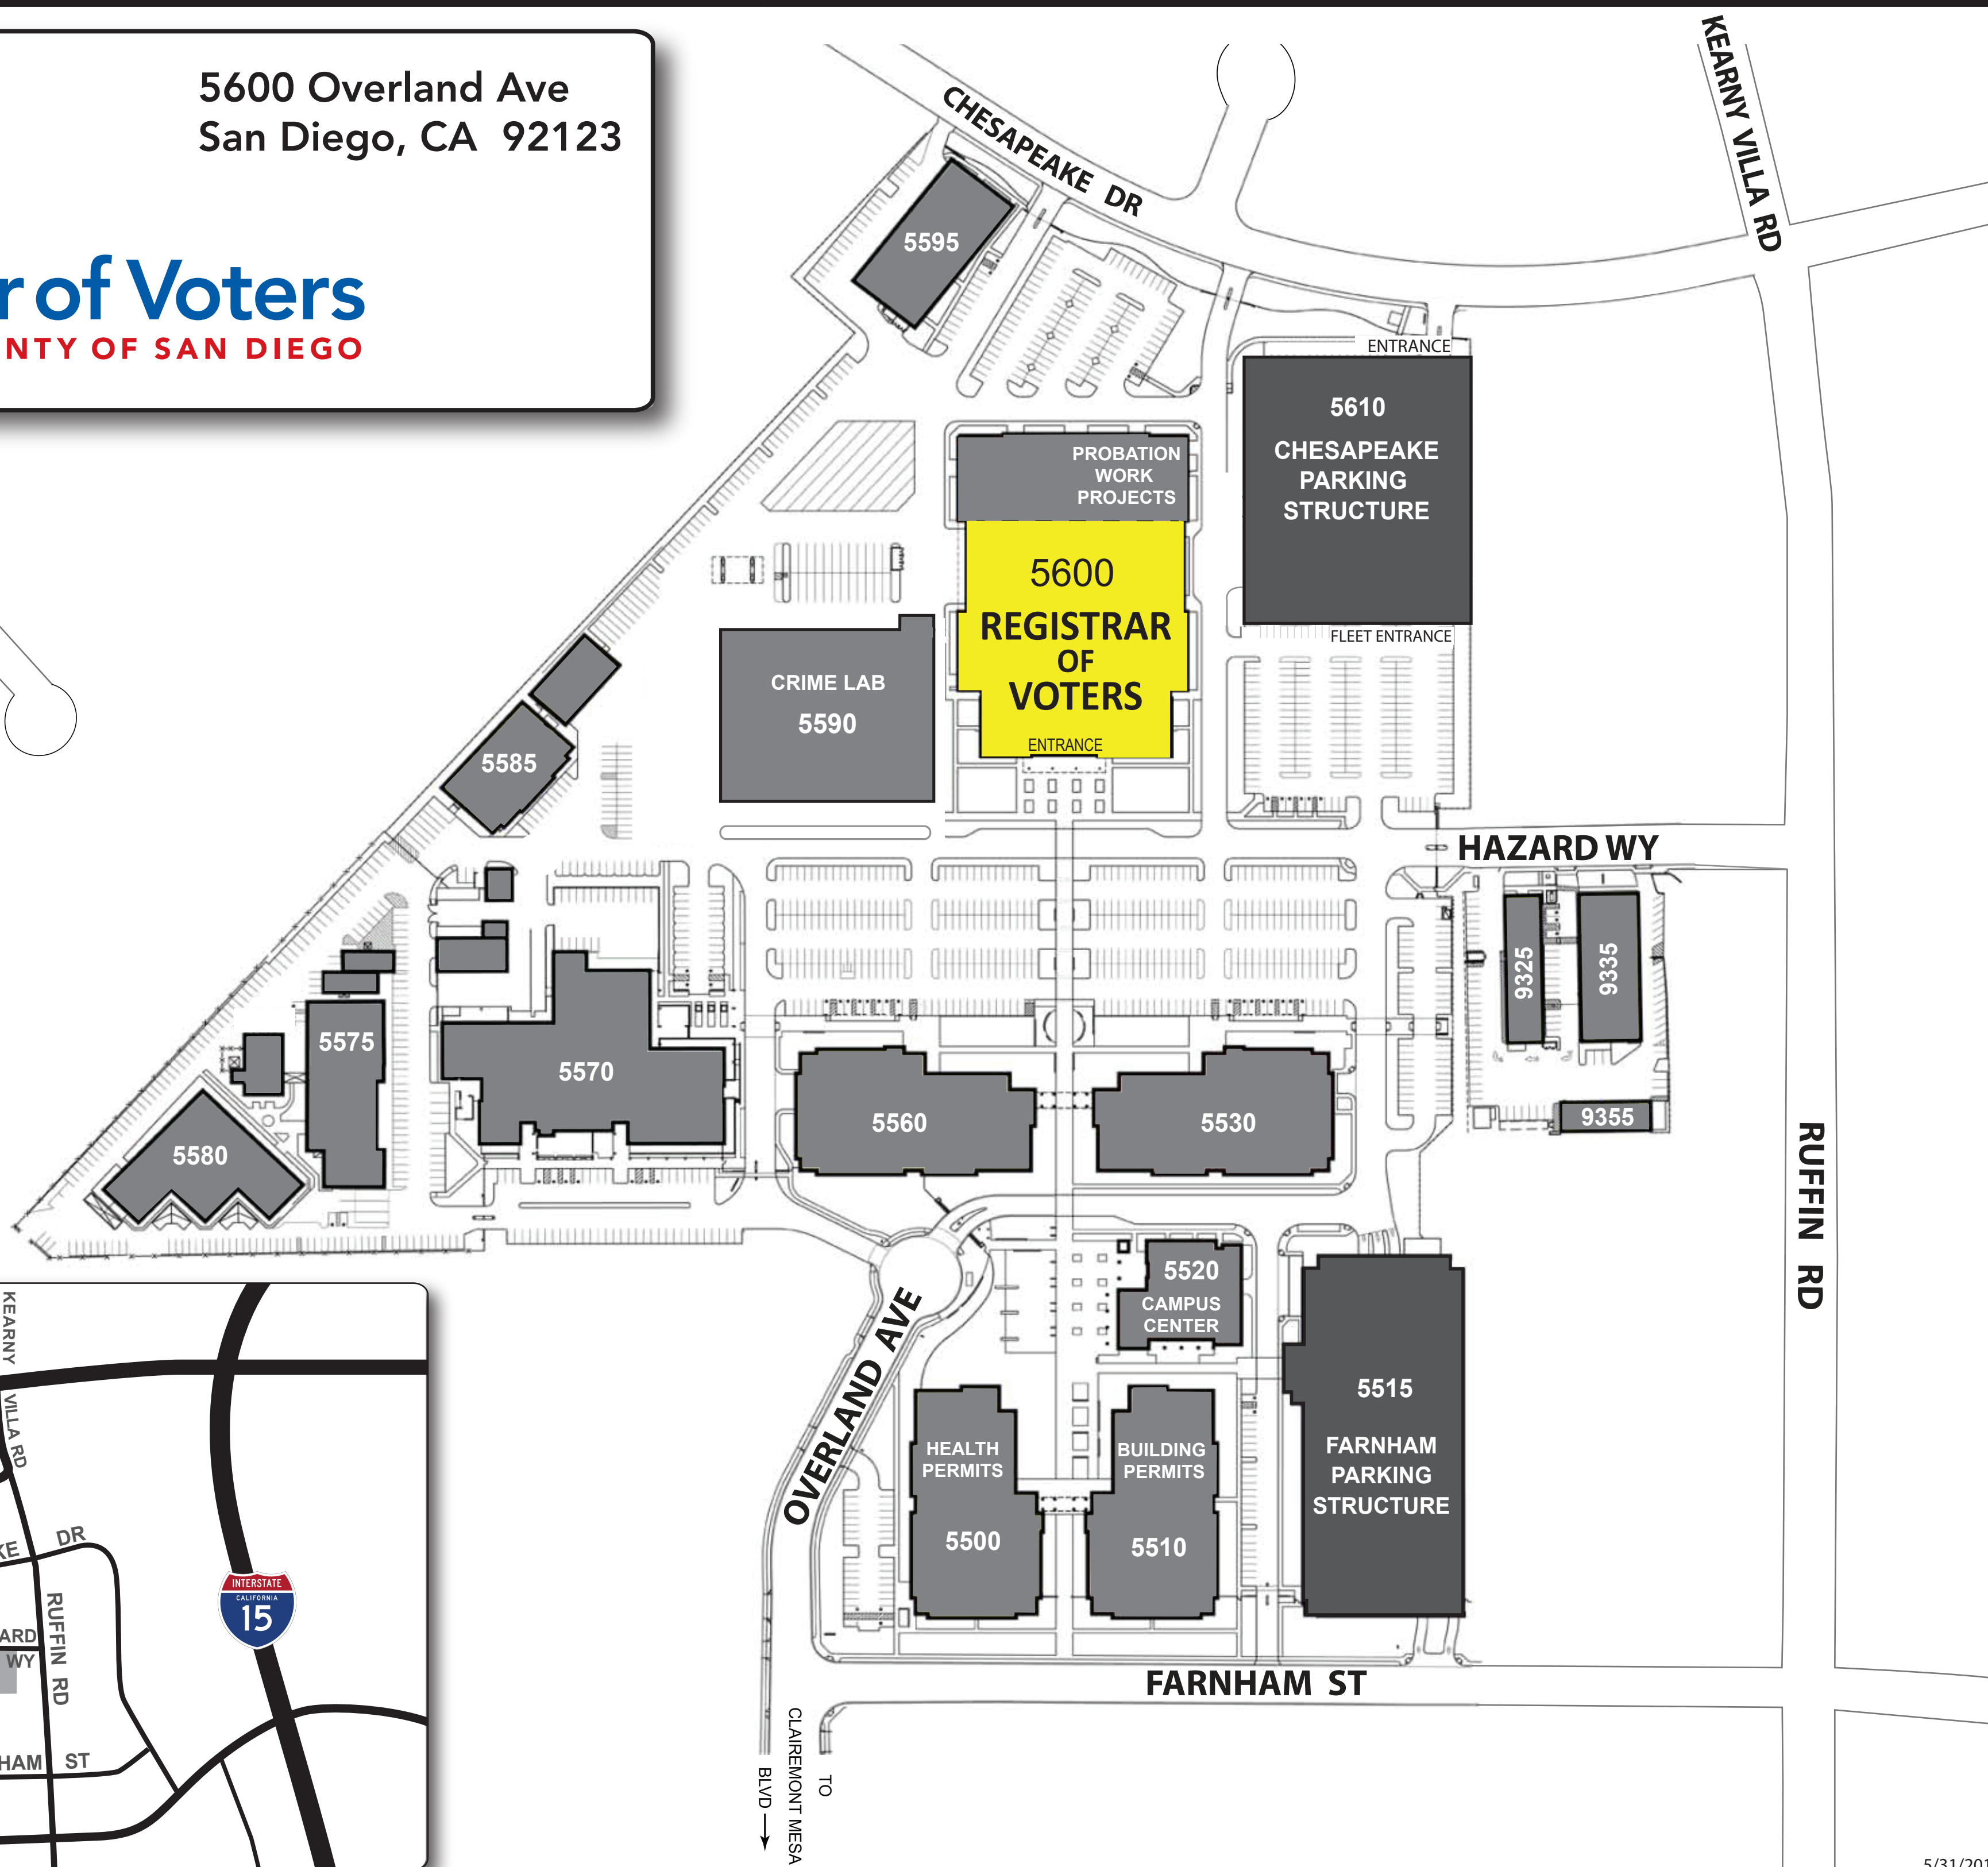 5600 Overland Ave
San Diego, CA 92123
r of Voters
NTY OF SAN DIEGO
KEARNY VILLA RD
CHESAPEAKE DR
5595
ENTRANCE
5610
CHESAPEAKE
PARKING
STRUCTURE
FLEET ENTRANCE
PROBATION
WORK
PROJECTS
5600
REGISTRAR
OF
VOTERS
ENTRANCE
CRIME LAB
5590
5585
HAZARD WY
9325
9335
9355
5575
5570
5580
5560
5530
RUFFIN RD
5520
CAMPUS
CENTER
OVERLAND AVE
5515
FARNHAM
PARKING
STRUCTURE
HEALTH
PERMITS
5500
BUILDING
PERMITS
5510
FARNHAM ST
TO
CLAIREMONT MESA
BLVD
KEARNY
VILLA RD
KE DR
RUFFIN RD
INTERSTATE
CALIFORNIA
15
ARD
WY
HAM ST
5/31/201